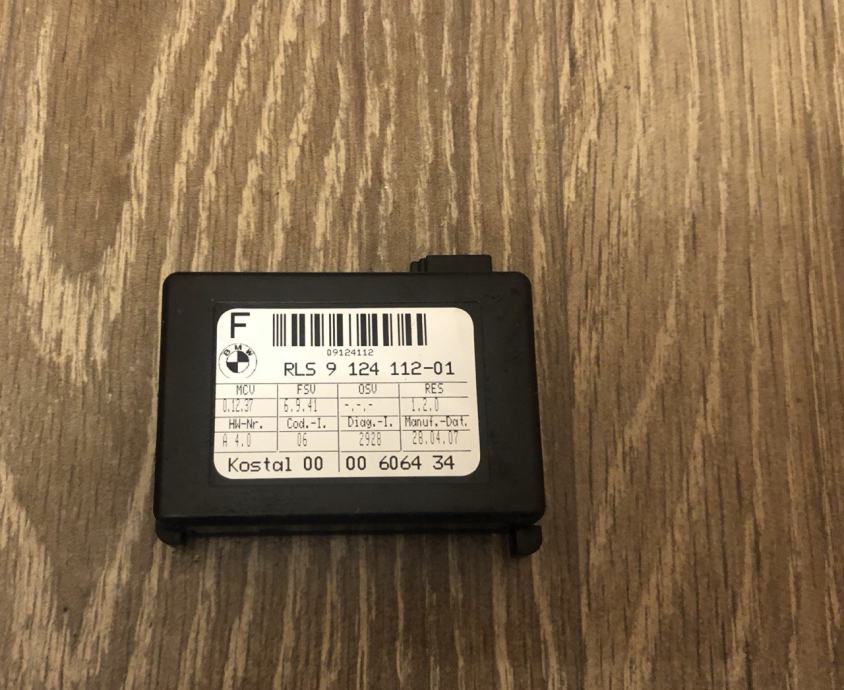 F
BMW
09124112
RLS 9 124 112-01
MCV FSV OSV RES
0.12.37 6.9.41 -.-.- 1.2.0
HW-Nr. Cod.-I. Diag.-I. Manuf.-Dat.
A 4.0 06 2928 28.04.07
Kostal 00 00 6064 34